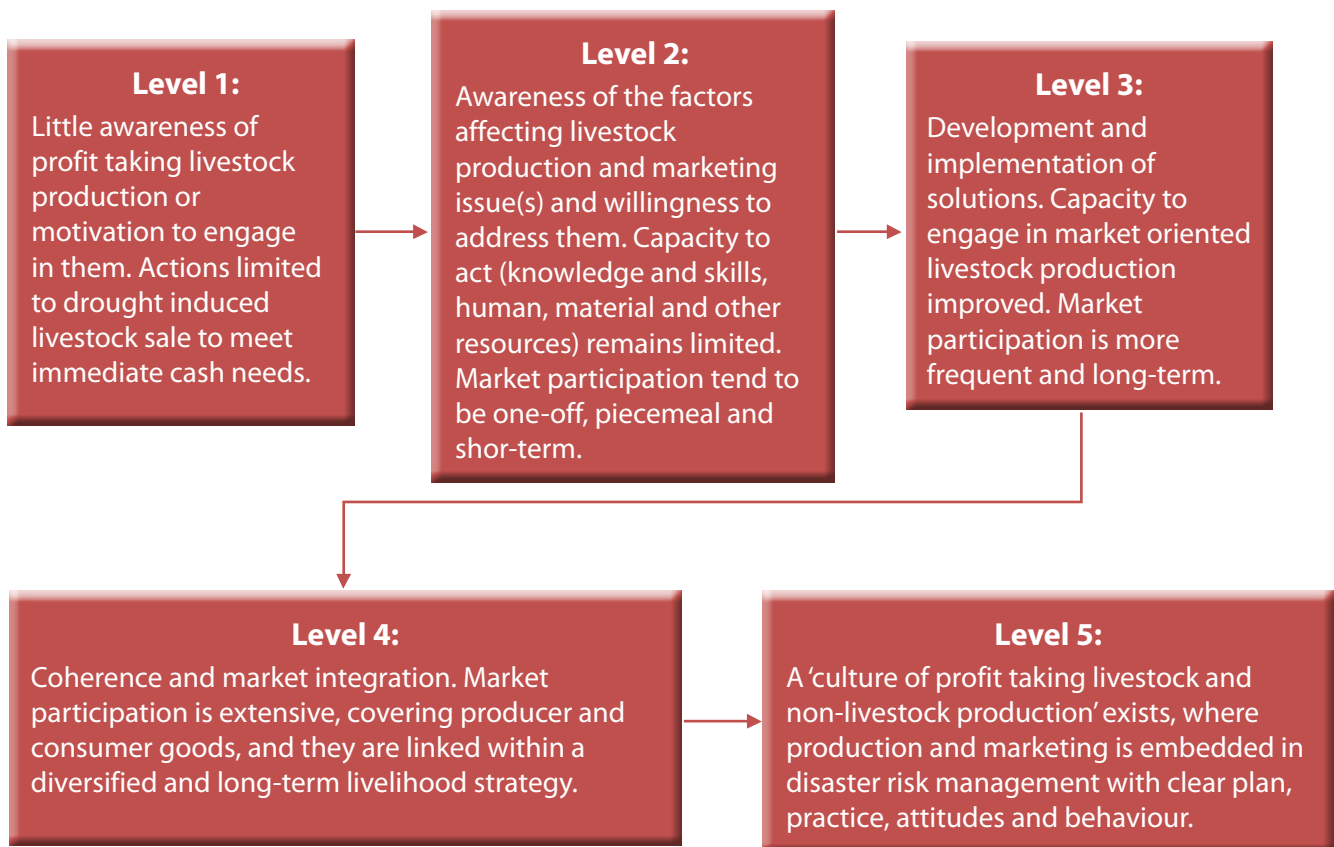 Level 1:
Little awareness of
profit taking livestock
production or
motivation to engage
in them. Actions limited
to drought induced
livestock sale to meet
immediate cash needs.
Level 2:
Awareness of the factors
affecting livestock
production and marketing
issue(s) and willingness to
address them. Capacity to
act (knowledge and skills,
human, material and other
resources) remains limited.
Market participation tend to
be one-off, piecemeal and
shor-term.
Level 3:
Development and
implementation of
solutions. Capacity to
engage in market oriented
livestock production
improved. Market
participation is more
frequent and long-term.
Level 4:
Coherence and market integration. Market
participation is extensive, covering producer and
consumer goods, and they are linked within a
diversified and long-term livelihood strategy.
Level 5:
A ‘culture of profit taking livestock and
non-livestock production’ exists, where
production and marketing is embedded in
disaster risk management with clear plan,
practice, attitudes and behaviour.